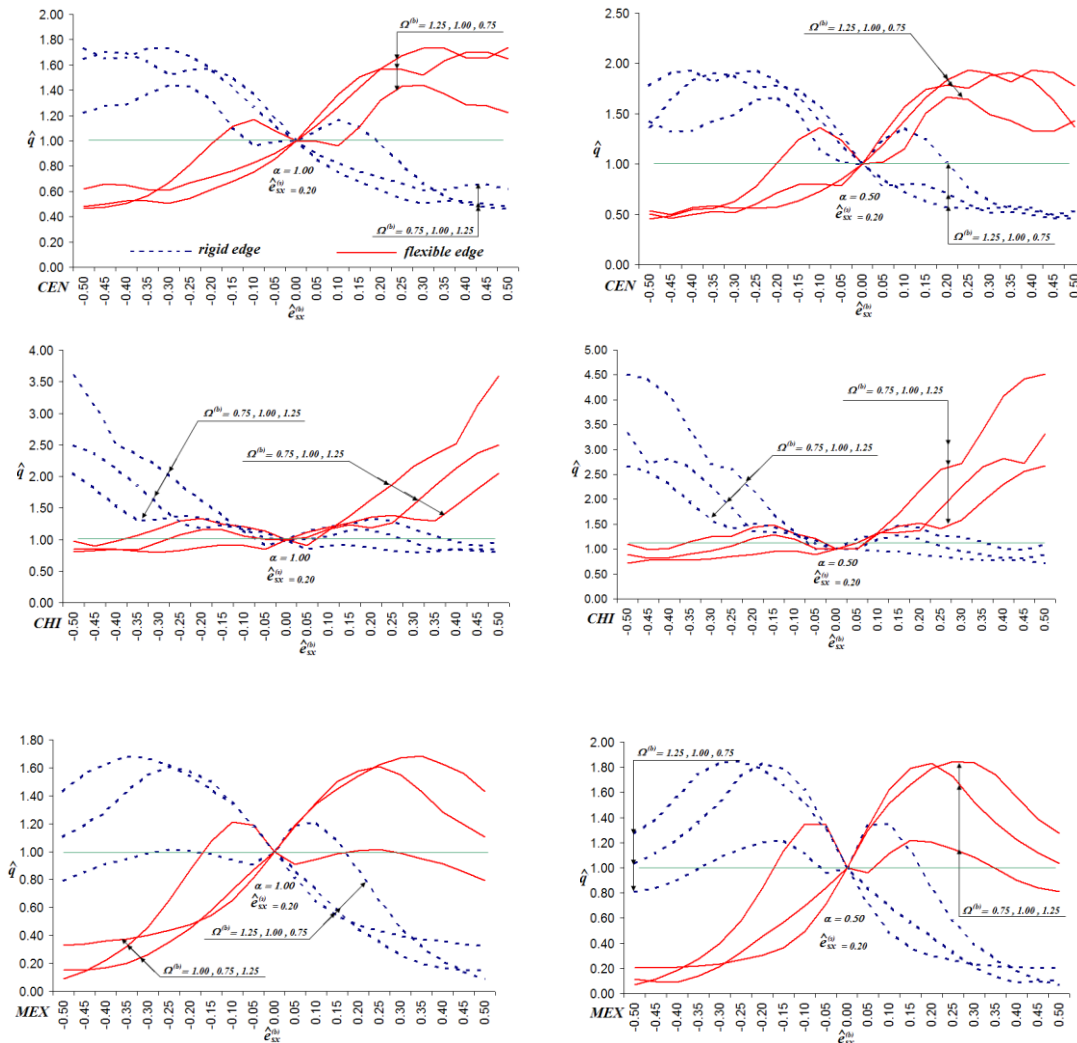 Ω⁽ᵇ⁾= 1.25 , 1.00 , 0.75
2.00
1.80
1.60
1.40
1.20
1.00
0.80
0.60
0.40
0.20
0.00
q̂
α = 1.00
ê⁽ˢ⁾sx = 0.20
Ω⁽ᵇ⁾= 0.75 , 1.00 , 1.25
rigid edge
flexible edge
CEN
-0.50 -0.45 -0.40 -0.35 -0.30 -0.25 -0.20 -0.15 -0.10 -0.05 0.00 0.05 0.10 0.15 0.20 0.25 0.30 0.35 0.40 0.45 0.50
ê⁽ᵇ⁾sx
Ω⁽ᵇ⁾= 1.25 , 1.00 , 0.75
2.50
2.00
1.50
1.00
0.50
0.00
q̂
α = 0.50
ê⁽ˢ⁾sx = 0.20
Ω⁽ᵇ⁾= 1.25 , 1.00 , 0.75
CEN
-0.50 -0.45 -0.40 -0.35 -0.30 -0.25 -0.20 -0.15 -0.10 -0.05 0.00 0.05 0.10 0.15 0.20 0.25 0.30 0.35 0.40 0.45 0.50
ê⁽ᵇ⁾sx
4.00
3.50
3.00
2.50
2.00
1.50
1.00
0.50
0.00
q̂
Ω⁽ᵇ⁾= 0.75 , 1.00 , 1.25
Ω⁽ᵇ⁾= 0.75 , 1.00 , 1.25
α = 1.00
ê⁽ˢ⁾sx = 0.20
CHI
-0.50 -0.45 -0.40 -0.35 -0.30 -0.25 -0.20 -0.15 -0.10 -0.05 0.00 0.05 0.10 0.15 0.20 0.25 0.30 0.35 0.40 0.45 0.50
ê⁽ᵇ⁾sx
5.00
4.50
4.00
3.50
3.00
2.50
2.00
1.50
1.00
0.50
0.00
q̂
Ω⁽ᵇ⁾= 0.75 , 1.00 , 1.25
Ω⁽ᵇ⁾= 0.75 , 1.00 , 1.25
α = 0.50
ê⁽ˢ⁾sx = 0.20
CHI
-0.50 -0.45 -0.40 -0.35 -0.30 -0.25 -0.20 -0.15 -0.10 -0.05 0.00 0.05 0.10 0.15 0.20 0.25 0.30 0.35 0.40 0.45 0.50
ê⁽ᵇ⁾sx
1.80
1.60
1.40
1.20
1.00
0.80
0.60
0.40
0.20
0.00
q̂
α = 1.00
ê⁽ˢ⁾sx = 0.20
Ω⁽ᵇ⁾= 1.25 , 1.00 , 0.75
Ω⁽ᵇ⁾= 1.00 , 0.75 , 1.25
MEX
-0.50 -0.45 -0.40 -0.35 -0.30 -0.25 -0.20 -0.15 -0.10 -0.05 0.00 0.05 0.10 0.15 0.20 0.25 0.30 0.35 0.40 0.45 0.50
ê⁽ᵇ⁾sx
Ω⁽ᵇ⁾= 1.25 , 1.00 , 0.75
2.00
1.80
1.60
1.40
1.20
1.00
0.80
0.60
0.40
0.20
0.00
q̂
α = 0.50
ê⁽ˢ⁾sx = 0.20
Ω⁽ᵇ⁾= 0.75 , 1.00 , 1.25
MEX
-0.50 -0.45 -0.40 -0.35 -0.30 -0.25 -0.20 -0.15 -0.10 -0.05 0.00 0.05 0.10 0.15 0.20 0.25 0.30 0.35 0.40 0.45 0.50
ê⁽ᵇ⁾sx